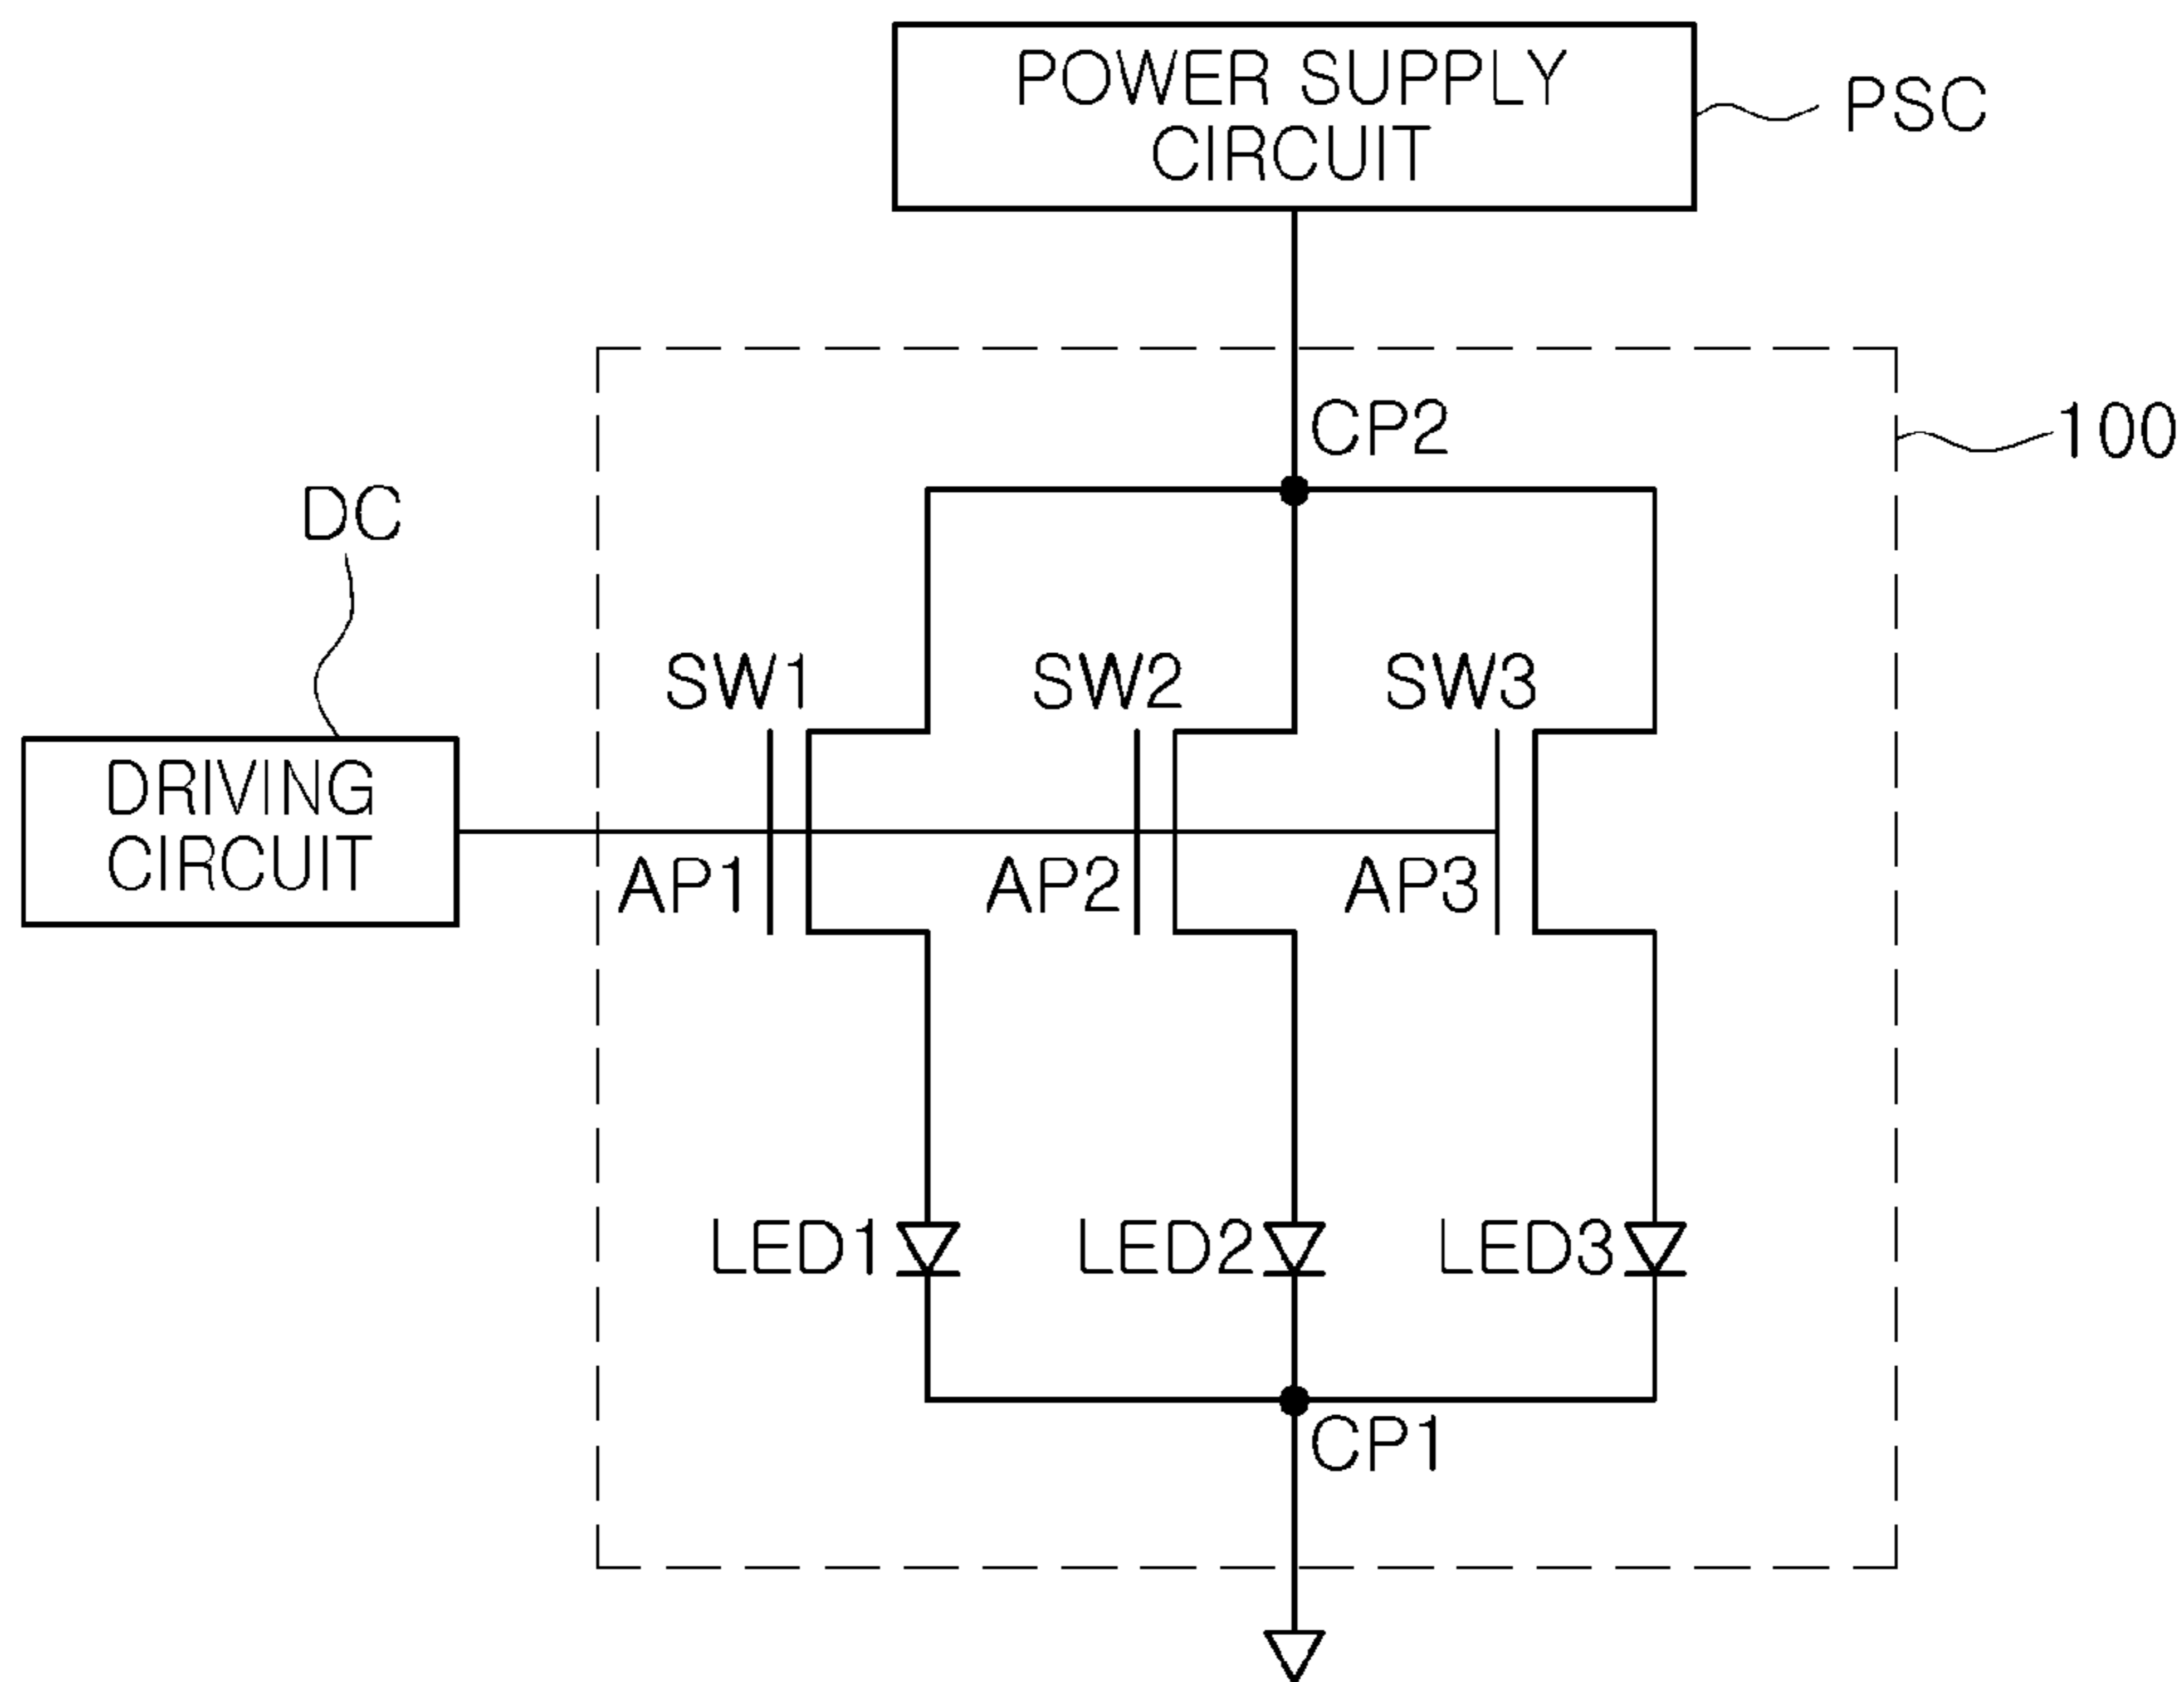 POWER SUPPLY
CIRCUIT
PSC
CP2
100
DC
SW1
SW2
SW3
DRIVING
CIRCUIT
AP1
AP2
AP3
LED1
LED2
LED3
CP1